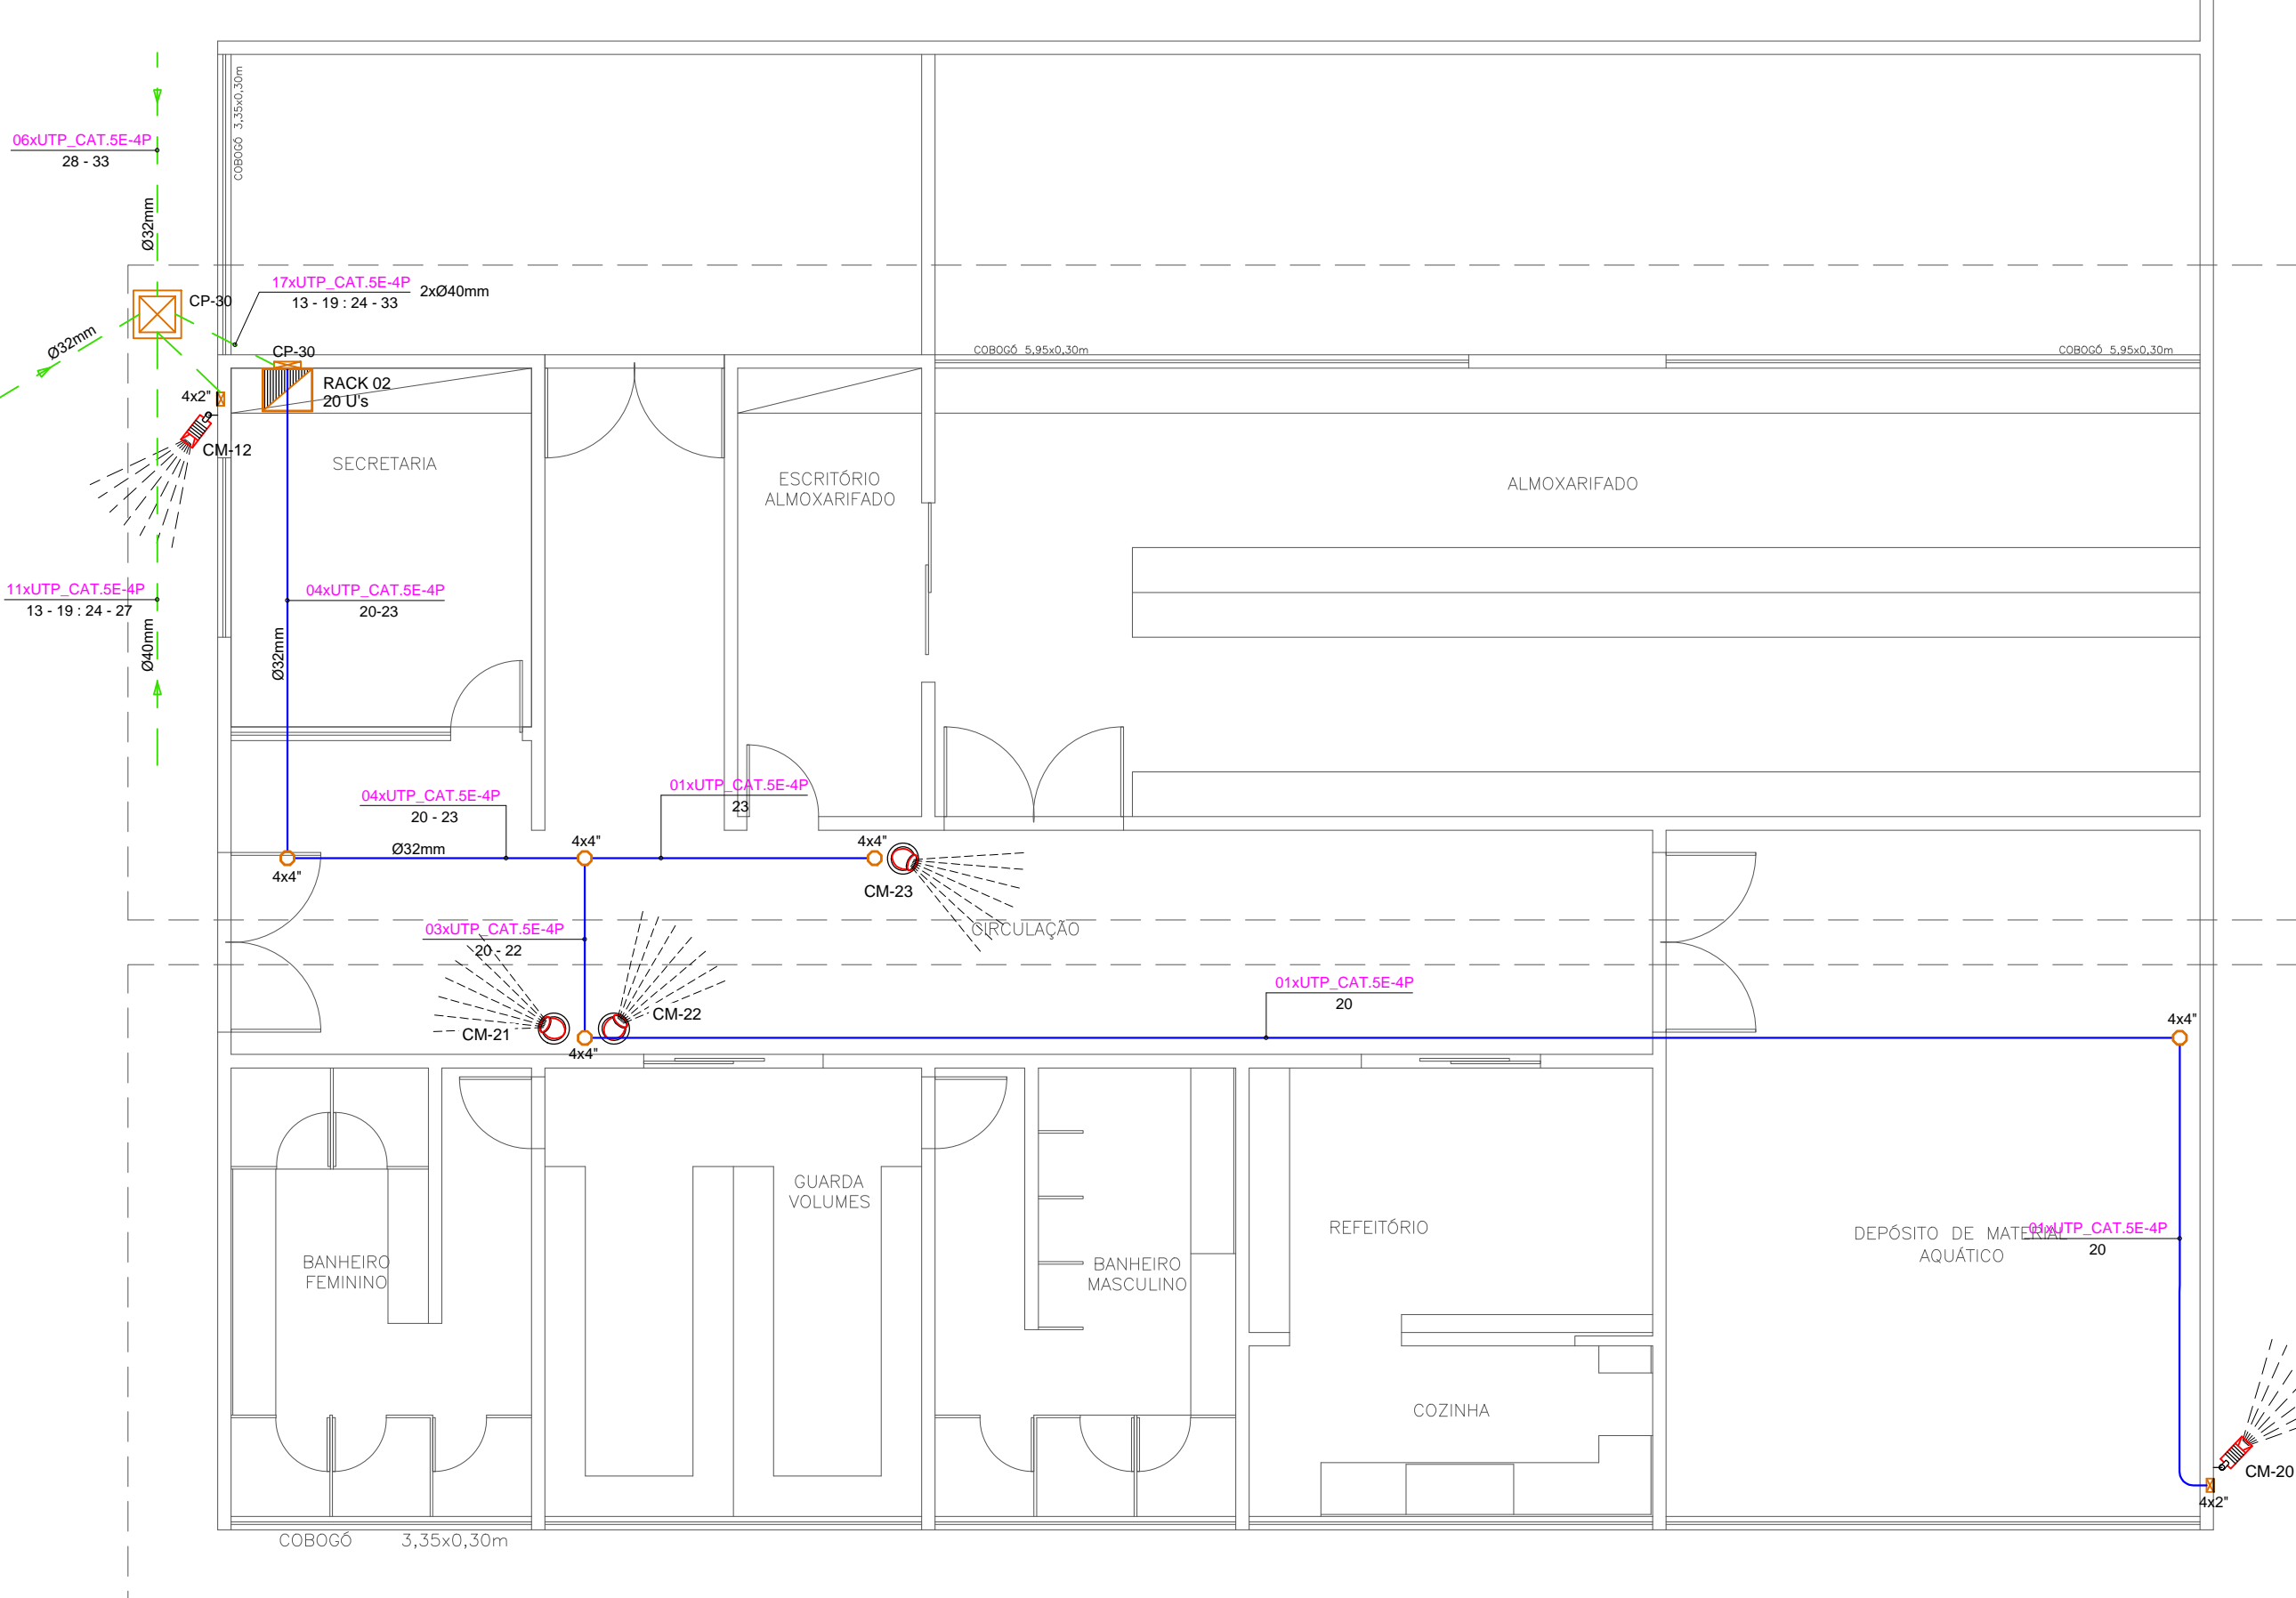 COBOGÓ 3,35x0,30m
06xUTP_CAT.5E-4P
28 - 33
Ø32mm
17xUTP_CAT.5E-4P
13 - 19 : 24 - 33
2xØ40mm
CP-30
Ø32mm
CP-30
COBOGÓ 5,95x0,30m
COBOGÓ 5,95x0,30m
RACK 02
20 U's
4x2"
CM-12
SECRETARIA
ESCRITÓRIO
ALMOXARIFADO
ALMOXARIFADO
11xUTP_CAT.5E-4P
13 - 19 : 24 - 27
Ø40mm
04xUTP_CAT.5E-4P
20-23
Ø32mm
04xUTP_CAT.5E-4P
20 - 23
01xUTP_CAT.5E-4P
23
Ø32mm
4x4"
4x4"
4x4"
CM-23
CIRCULAÇÃO
03xUTP_CAT.5E-4P
20 - 22
CM-21
CM-22
4x4"
01xUTP_CAT.5E-4P
20
4x4"
GUARDA
VOLUMES
REFEITÓRIO
DEPÓSITO DE MATERIAL
AQUÁTICO
01xUTP_CAT.5E-4P
20
BANHEIRO
FEMININO
BANHEIRO
MASCULINO
COZINHA
CM-20
4x2"
COBOGÓ 3,35x0,30m